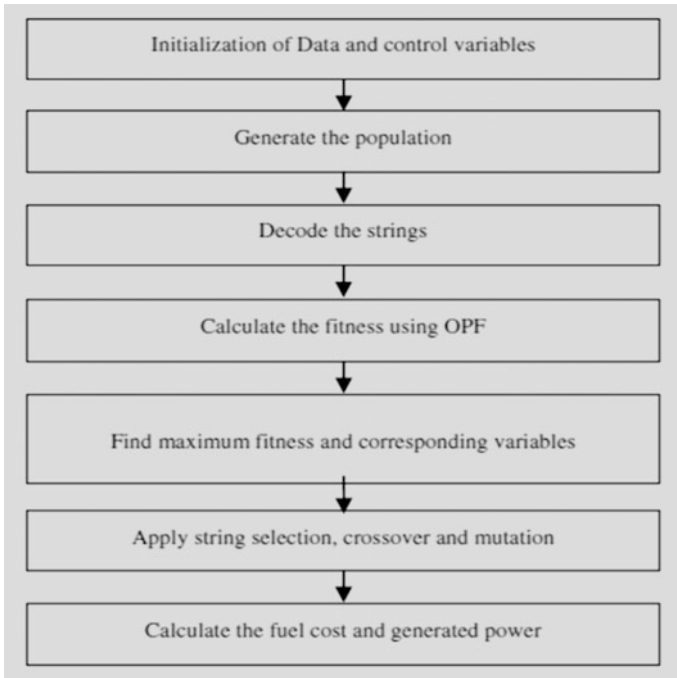 Initialization of Data and control variables
Generate the population
Decode the strings
Calculate the fitness using OPF
Find maximum fitness and corresponding variables
Apply string selection, crossover and mutation
Calculate the fuel cost and generated power